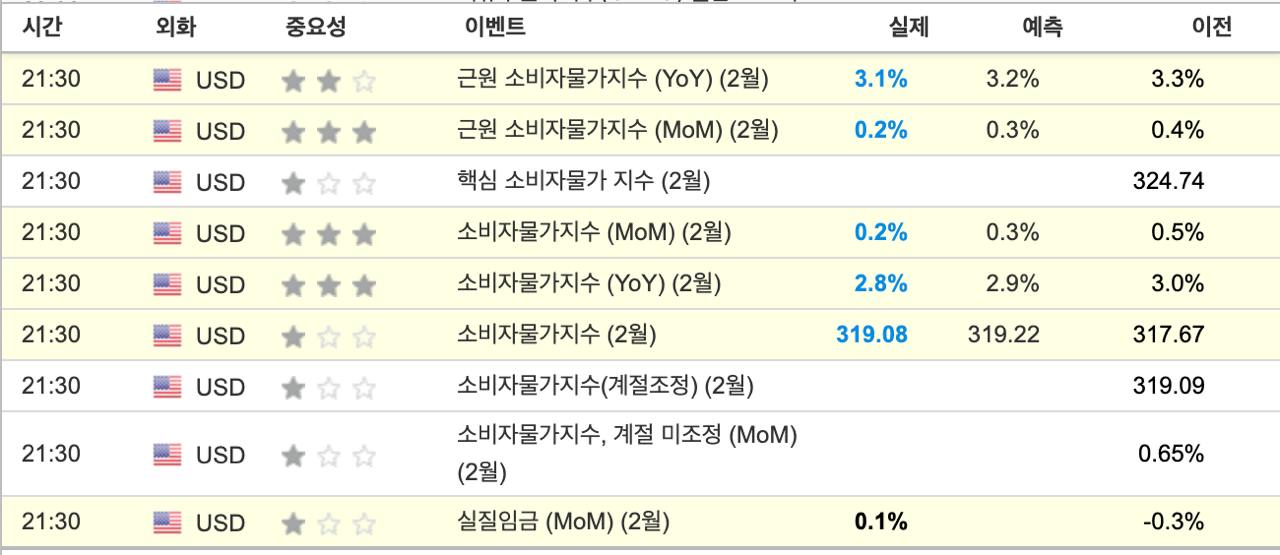 시간 외화 중요성 이벤트 실제 예측 이전
21:30 USD 근원 소비자물가지수 (YoY) (2월) 3.1% 3.2% 3.3%
21:30 USD 근원 소비자물가지수 (MoM) (2월) 0.2% 0.3% 0.4%
21:30 USD 핵심 소비자물가 지수 (2월) 324.74
21:30 USD 소비자물가지수 (MoM) (2월) 0.2% 0.3% 0.5%
21:30 USD 소비자물가지수 (YoY) (2월) 2.8% 2.9% 3.0%
21:30 USD 소비자물가지수 (2월) 319.08 319.22 317.67
21:30 USD 소비자물가지수(계절조정) (2월) 319.09
21:30 USD 소비자물가지수, 계절 미조정 (MoM)
(2월) 0.65%
21:30 USD 실질임금 (MoM) (2월) 0.1% -0.3%